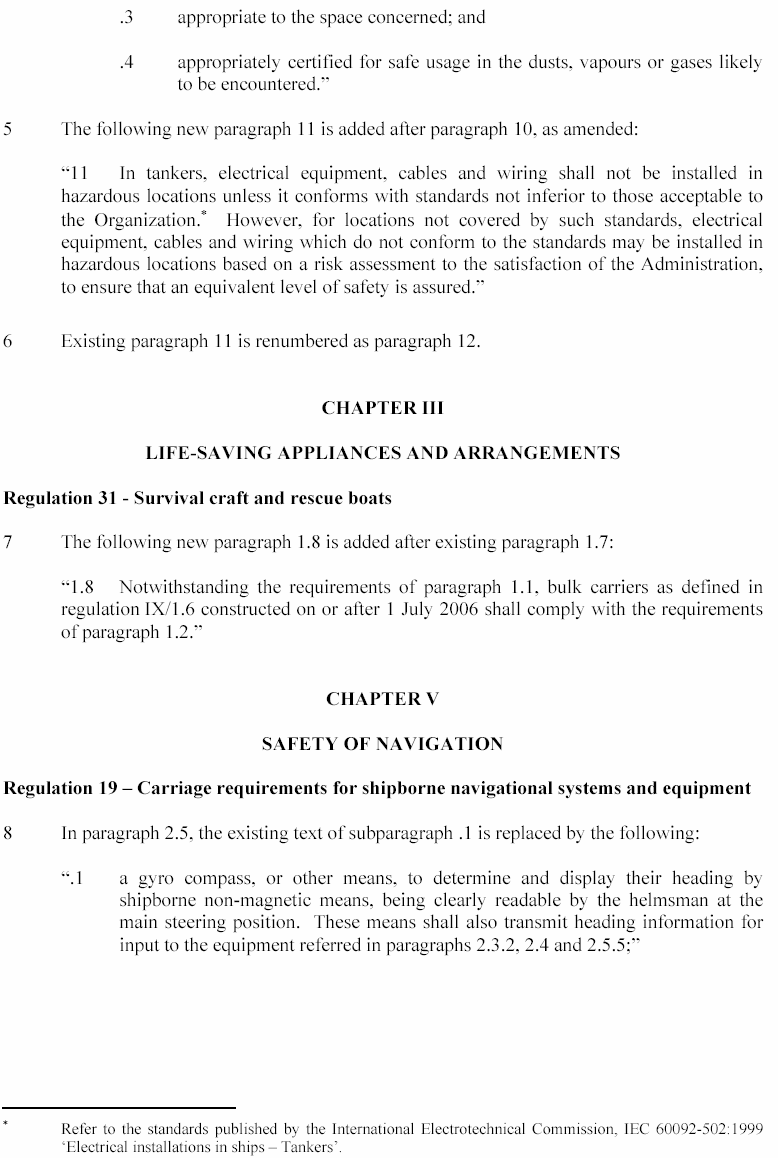 .3 appropriate to the space concerned; and
.4 appropriately certified for safe usage in the dusts, vapours or gases likely
to be encountered.”
5 The following new paragraph 11 is added after paragraph 10, as amended:
“11 In tankers, electrical equipment, cables and wiring shall not be installed in
hazardous locations unless it conforms with standards not inferior to those acceptable to
the Organization.* However, for locations not covered by such standards, electrical
equipment, cables and wiring which do not conform to the standards may be installed in
hazardous locations based on a risk assessment to the satisfaction of the Administration,
to ensure that an equivalent level of safety is assured.”
6 Existing paragraph 11 is renumbered as paragraph 12.
CHAPTER III
LIFE-SAVING APPLIANCES AND ARRANGEMENTS
Regulation 31 - Survival craft and rescue boats
7 The following new paragraph 1.8 is added after existing paragraph 1.7:
“1.8 Notwithstanding the requirements of paragraph 1.1, bulk carriers as defined in
regulation IX/1.6 constructed on or after 1 July 2006 shall comply with the requirements
of paragraph 1.2.”
CHAPTER V
SAFETY OF NAVIGATION
Regulation 19 – Carriage requirements for shipborne navigational systems and equipment
8 In paragraph 2.5, the existing text of subparagraph .1 is replaced by the following:
“.1 a gyro compass, or other means, to determine and display their heading by
shipborne non-magnetic means, being clearly readable by the helmsman at the
main steering position. These means shall also transmit heading information for
input to the equipment referred in paragraphs 2.3.2, 2.4 and 2.5.5;”
* Refer to the standards published by the International Electrotechnical Commission, IEC 60092-502:1999
‘Electrical installations in ships – Tankers’.